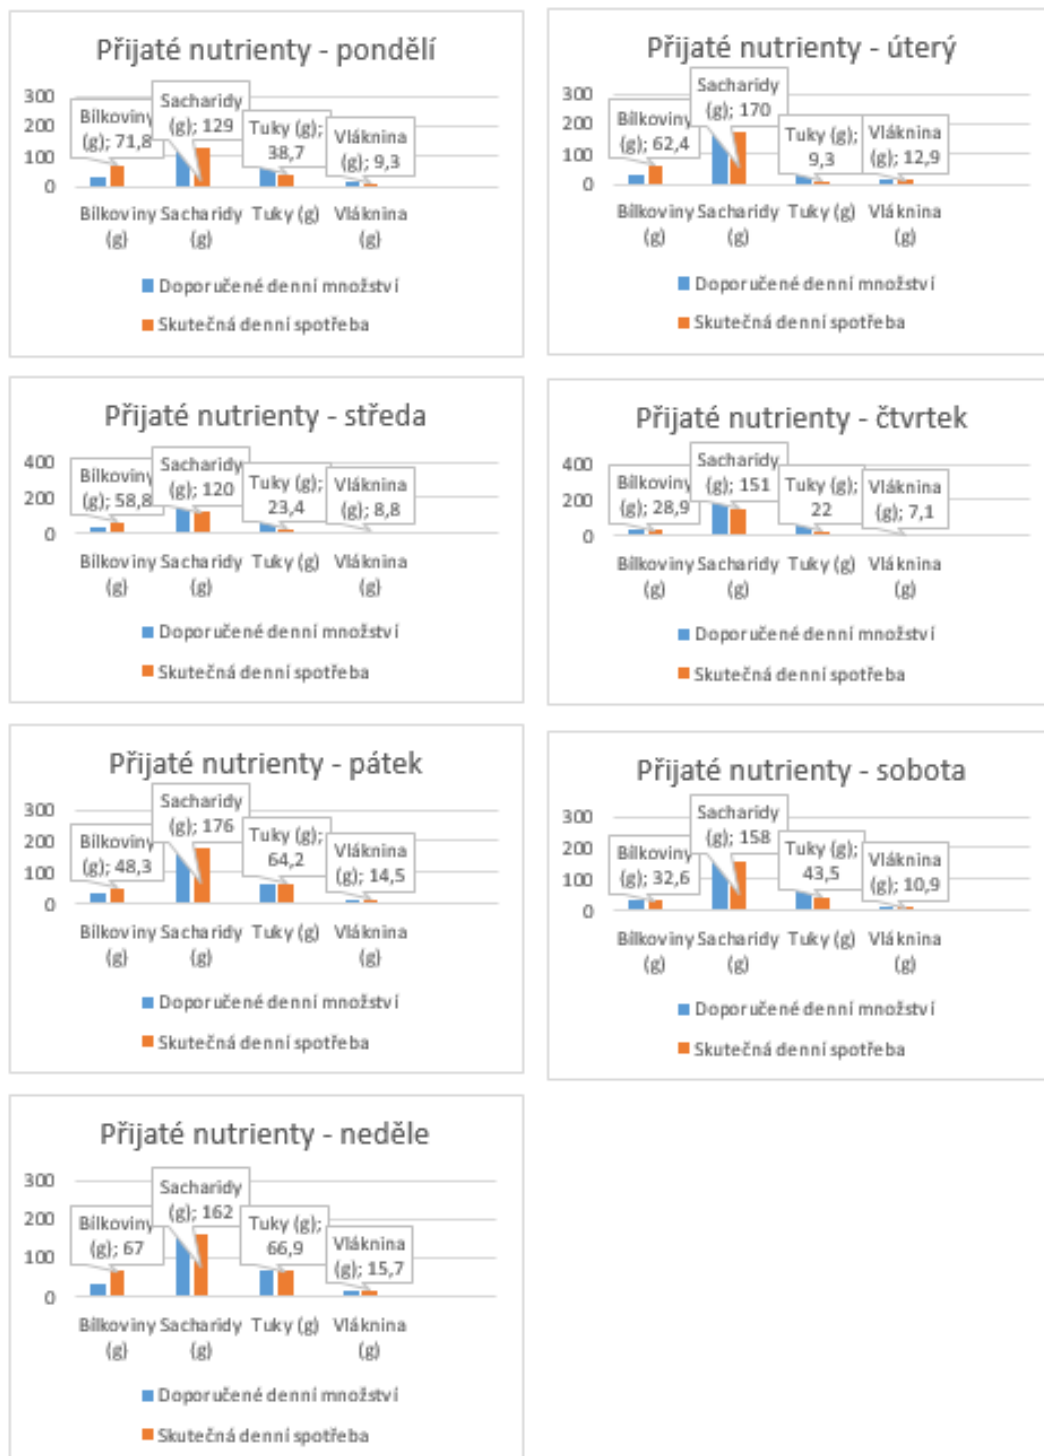 Přijaté nutrienty - pondělí
300
200
100
0
Bílkoviny
(g); 71,8
Sacharidy
(g); 129
Tuky (g);
38,7
Vláknina
(g); 9,3
Bílkoviny Sacharidy Tuky (g) Vláknina
(g) (g) (g)
Doporučené denní množství
Skutečná denní spotřeba
Přijaté nutrienty - úterý
300
200
100
0
Bílkoviny
(g); 62,4
Sacharidy
(g); 170
Tuky (g);
9,3
Vláknina
(g); 12,9
Bílkoviny Sacharidy Tuky (g) Vláknina
(g) (g) (g)
Doporučené denní množství
Skutečná denní spotřeba
Přijaté nutrienty - středa
400
200
0
Bílkoviny
(g); 58,8
Sacharidy
(g); 120
Tuky (g);
23,4
Vláknina
(g); 8,8
Bílkoviny Sacharidy Tuky (g) Vláknina
(g) (g) (g)
Doporučené denní množství
Skutečná denní spotřeba
Přijaté nutrienty - čtvrtek
400
200
0
Bílkoviny
(g); 28,9
Sacharidy
(g); 151
Tuky (g);
22
Vláknina
(g); 7,1
Bílkoviny Sacharidy Tuky (g) Vláknina
(g) (g) (g)
Doporučené denní množství
Skutečná denní spotřeba
Přijaté nutrienty - pátek
300
200
100
0
Bílkoviny
(g); 48,3
Sacharidy
(g); 176
Tuky (g);
64,2
Vláknina
(g); 14,5
Bílkoviny Sacharidy Tuky (g) Vláknina
(g) (g) (g)
Doporučené denní množství
Skutečná denní spotřeba
Přijaté nutrienty - sobota
300
200
100
0
Bílkoviny
(g); 32,6
Sacharidy
(g); 158
Tuky (g);
43,5
Vláknina
(g); 10,9
Bílkoviny Sacharidy Tuky (g) Vláknina
(g) (g) (g)
Doporučené denní množství
Skutečná denní spotřeba
Přijaté nutrienty - neděle
300
200
100
0
Bílkoviny
(g); 67
Sacharidy
(g); 162
Tuky (g);
66,9
Vláknina
(g); 15,7
Bílkoviny Sacharidy Tuky (g) Vláknina
(g) (g) (g)
Doporučené denní množství
Skutečná denní spotřeba